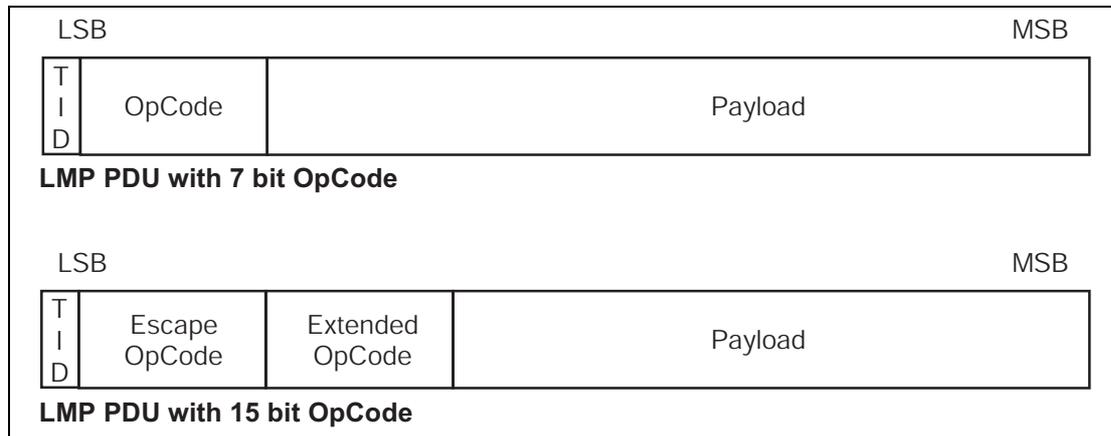 LSB MSB
T
I
D
OpCode
Payload
LMP PDU with 7 bit OpCode
LSB MSB
T
I
D
Escape
OpCode
Extended
OpCode
Payload
LMP PDU with 15 bit OpCode